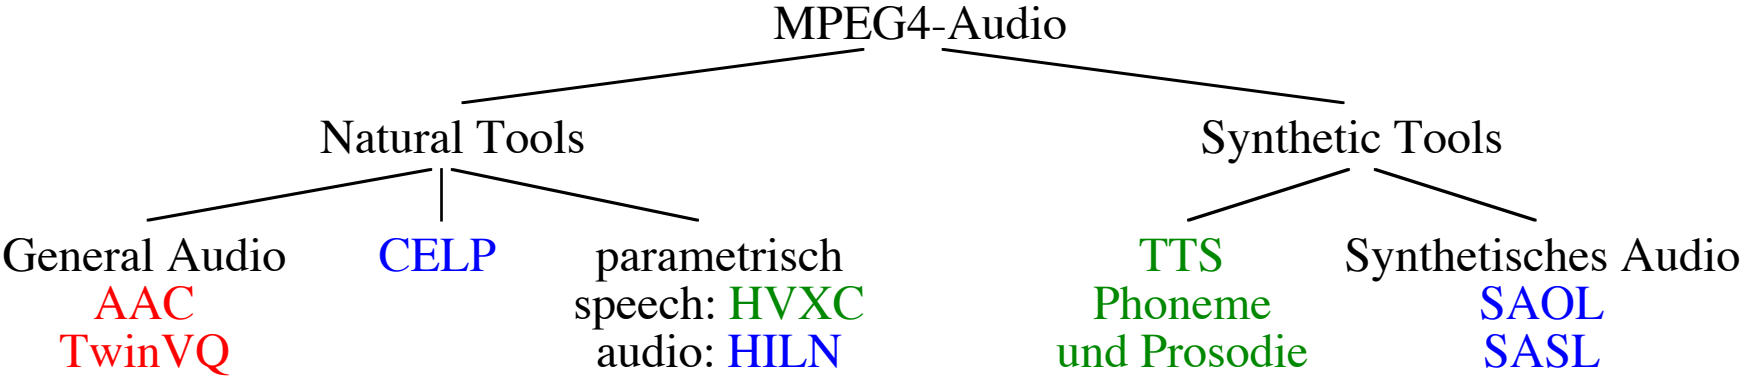 MPEG4-Audio
Natural Tools
Synthetic Tools
General Audio
AAC
TwinVQ
CELP
parametrisch
speech: HVXC
audio: HILN
TTS
Phoneme
und Prosodie
Synthetisches Audio
SAOL
SASL